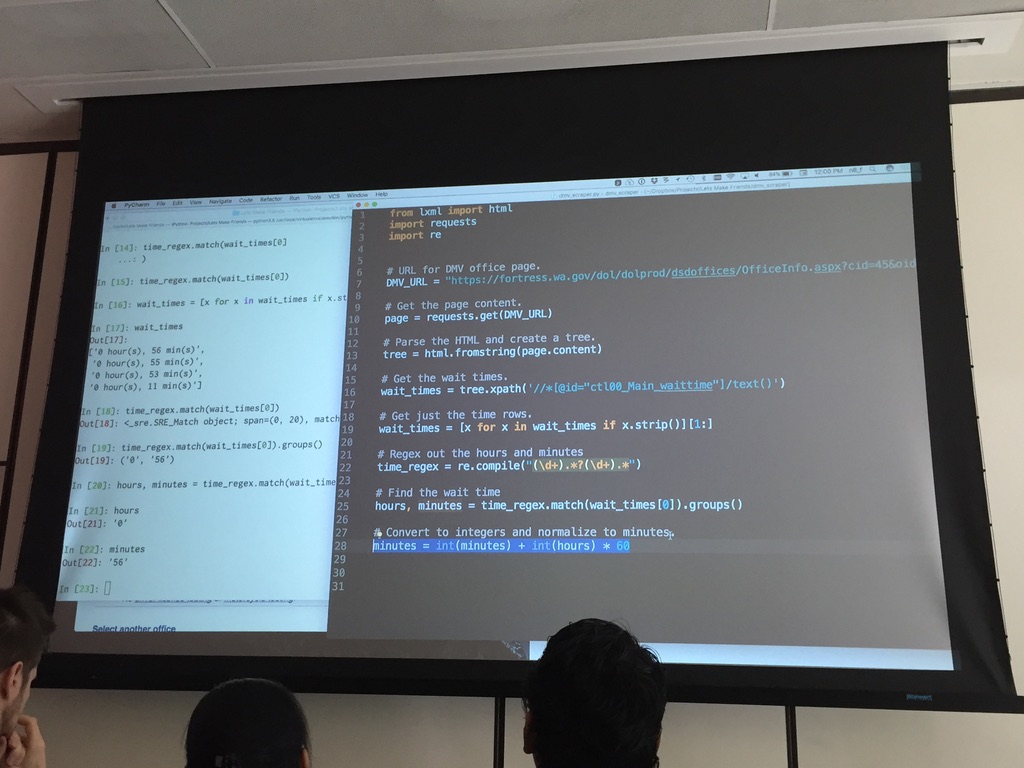 PyCharm File Edit View Navigate Code Refactor Run Tools VCS Window Help
12:00 PM
In [14]: time_regex.match(wait_times[0]
...: )
In [15]: time_regex.match(wait_times[0])
In [16]: wait_times = [x for x in wait_times if x.st
In [17]: wait_times
Out[17]:
['0 hour(s), 56 min(s)',
'0 hour(s), 55 min(s)',
'0 hour(s), 53 min(s)',
'0 hour(s), 11 min(s)']
In [18]: time_regex.match(wait_times[0])
Out[18]: <_sre.SRE_Match object; span=(0, 20), match
In [19]: time_regex.match(wait_times[0]).groups()
Out[19]: ('0', '56')
In [20]: hours, minutes = time_regex.match(wait_time
In [21]: hours
Out[21]: '0'
In [22]: minutes
Out[22]: '56'
In [23]:
Select another office
1 from lxml import html
2 import requests
3 import re
4
5
6 # URL for DMV office page.
7 DMV_URL = "https://fortress.wa.gov/dol/dolprod/dsdoffices/OfficeInfo.aspx?cid=45&oid
8
9 # Get the page content.
10 page = requests.get(DMV_URL)
11
12 # Parse the HTML and create a tree.
13 tree = html.fromstring(page.content)
14
15 # Get the wait times.
16 wait_times = tree.xpath('//*[@id="ctl00_Main_waittime"]/text()')
17
18 # Get just the time rows.
19 wait_times = [x for x in wait_times if x.strip()][1:]
20
21 # Regex out the hours and minutes
22 time_regex = re.compile("(\d+).*?(\d+).*")
23
24 # Find the wait time
25 hours, minutes = time_regex.match(wait_times[0]).groups()
26
27 # Convert to integers and normalize to minutes.
28 minutes = int(minutes) + int(hours) * 60
29
30
31